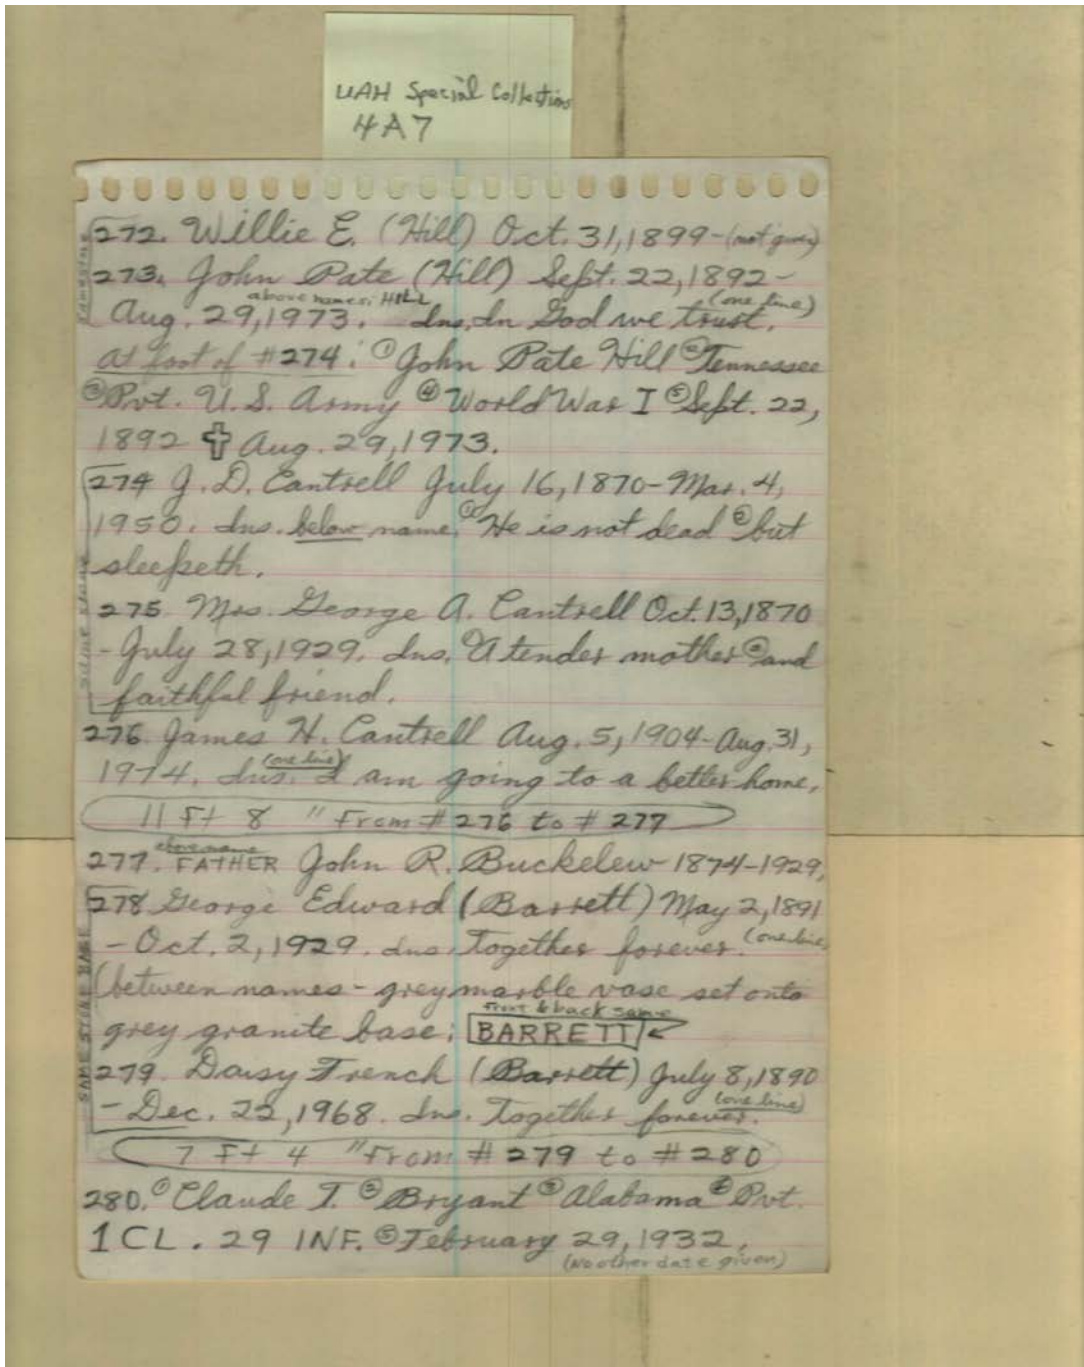 UAH Special Collections
4A7
272. Willie E. (Hill) Oct. 31, 1899-(not given)
273. John Pate (Hill) Sept. 22, 1892-
above names: HILL (one line)
Aug. 29, 1973. Ins. In God we trust.
at foot of #274: ① John Pate Hill ② Tennessee
③ Pvt. U.S. Army ④ World War I ⑤ Sept. 22,
1892 ✝ Aug. 29, 1973.
274 J. D. Cantrell July 16, 1870-Mar. 4,
1950. Ins. below name: ① He is not dead ② but
sleepeth.
275 Mrs. George A. Cantrell Oct. 13, 1870
- July 28, 1929. Ins. ① A tender mother ② and
faithful friend.
276. James H. Cantrell Aug. 5, 1904-Aug. 31,
1974. Ins. (one line) I am going to a better home.
11 Ft 8 " From #276 to #277
277. above name FATHER John R. Buckelew 1874-1929.
278 George Edward (Barrett) May 2, 1891
- Oct. 2, 1929. Ins. Together forever. (one line)
(between names - grey marble vase set onto
front & back same
grey granite base: BARRETT
279. Daisy French (Barrett) July 8, 1890
- Dec. 22, 1968. Ins. Together forever. (one line)
7 Ft 4 " From #279 to #280
280. ① Claude T. ② Bryant ③ Alabama ④ Pvt.
1 CL. 29 INF. ⑤ February 29, 1932.
(No other date given)
SAME STONE BASE